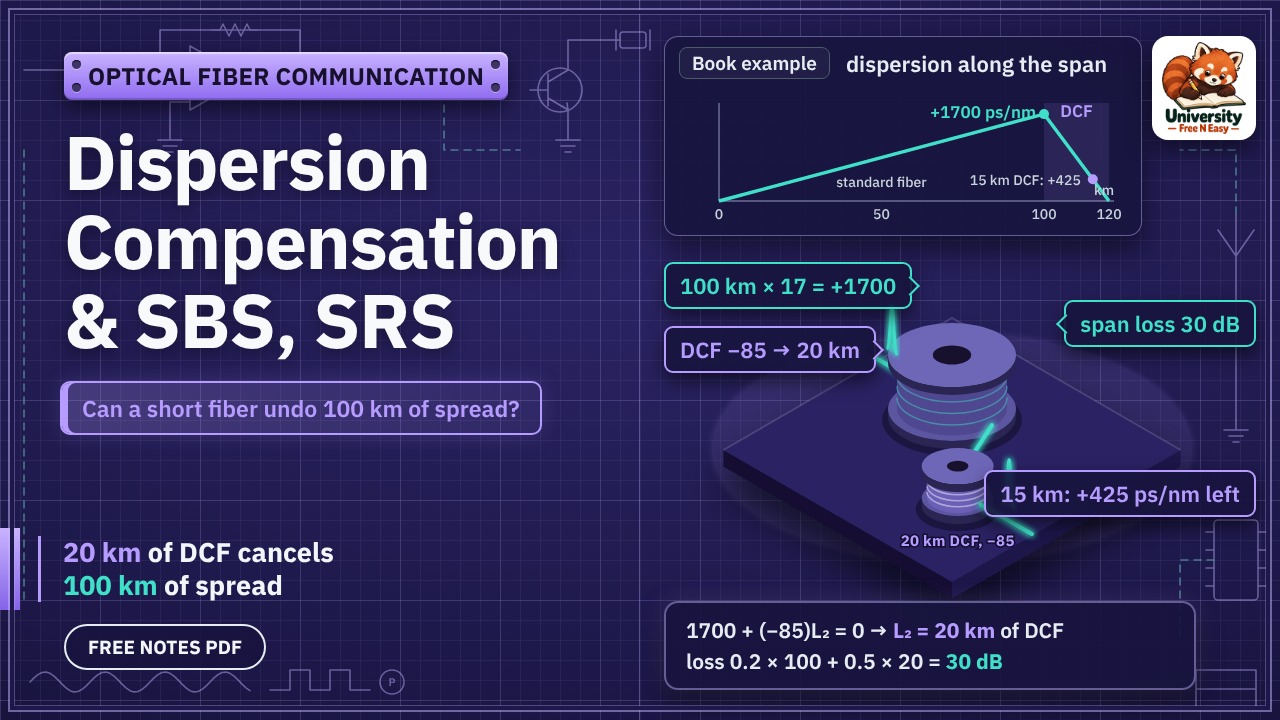 OPTICAL FIBER COMMUNICATION
Dispersion
Compensation
& SBS, SRS
Can a short fiber undo 100 km of spread?
20 km of DCF cancels
100 km of spread
FREE NOTES PDF
P
Book example
dispersion along the span
+1700 ps/nm
DCF
standard fiber
15 km DCF: +425
km
0
50
100
120
University
Free N Easy
100 km × 17 = +1700
DCF −85 → 20 km
span loss 30 dB
15 km: +425 ps/nm left
20 km DCF, −85
1700 + (−85)L₂ = 0 → L₂ = 20 km of DCF
loss 0.2 × 100 + 0.5 × 20 = 30 dB